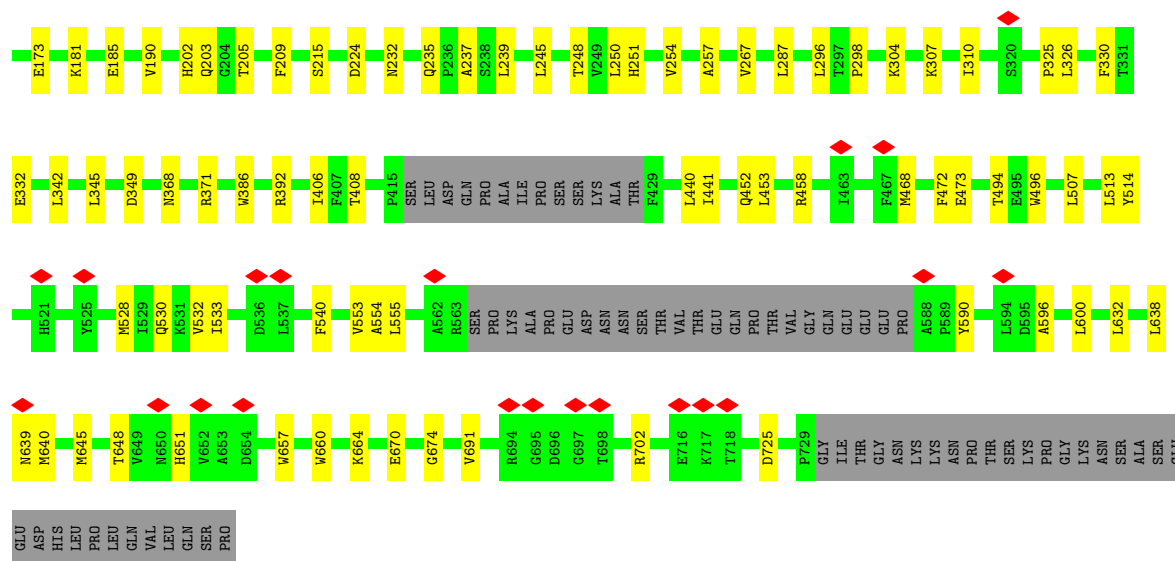 E173 K181 E185 V190 H202 Q203 G204 T205 F209 S215 D224 N232 Q235 P236 A237 S238 L239 L245 T248 V249 L250 H251 V254 A257 V267 L287 L296 T297 P298 K304 K307 I310 S320 P325 L326 F330 T331
E332 L342 L345 D349 N368 R371 W386 R392 I406 F407 T408 P415 SER LEU ASP GLN PRO ALA ILE PRO SER SER LYS ALA THR F429 L440 I441 Q452 L453 R458 I463 F467 M468 F472 E473 T494 E495 W496 L507 L513 Y514
H521 Y525 M528 I529 Q530 K531 V532 I533 D536 L537 F540 V553 A554 L555 A562 R563 SER PRO LYS ALA PRO GLU ASP ASN ASN SER THR VAL THR GLU GLN PRO THR VAL GLY GLN GLU GLU GLU PRO A588 P589 Y590 L594 D595 A596 L600 L632 L638
N639 M640 M645 T648 V649 N650 H651 V652 A653 D654 W657 W660 K664 E670 G674 V691 R694 G695 D696 G697 T698 R702 E716 K717 T718 D725 P729 GLY ILE THR GLY ASN LYS LYS ASN PRO THR SER LYS PRO GLY LYS ASN SER ALA SER
GLU ASP HIS LEU PRO LEU GLN VAL LEU GLN SER PRO